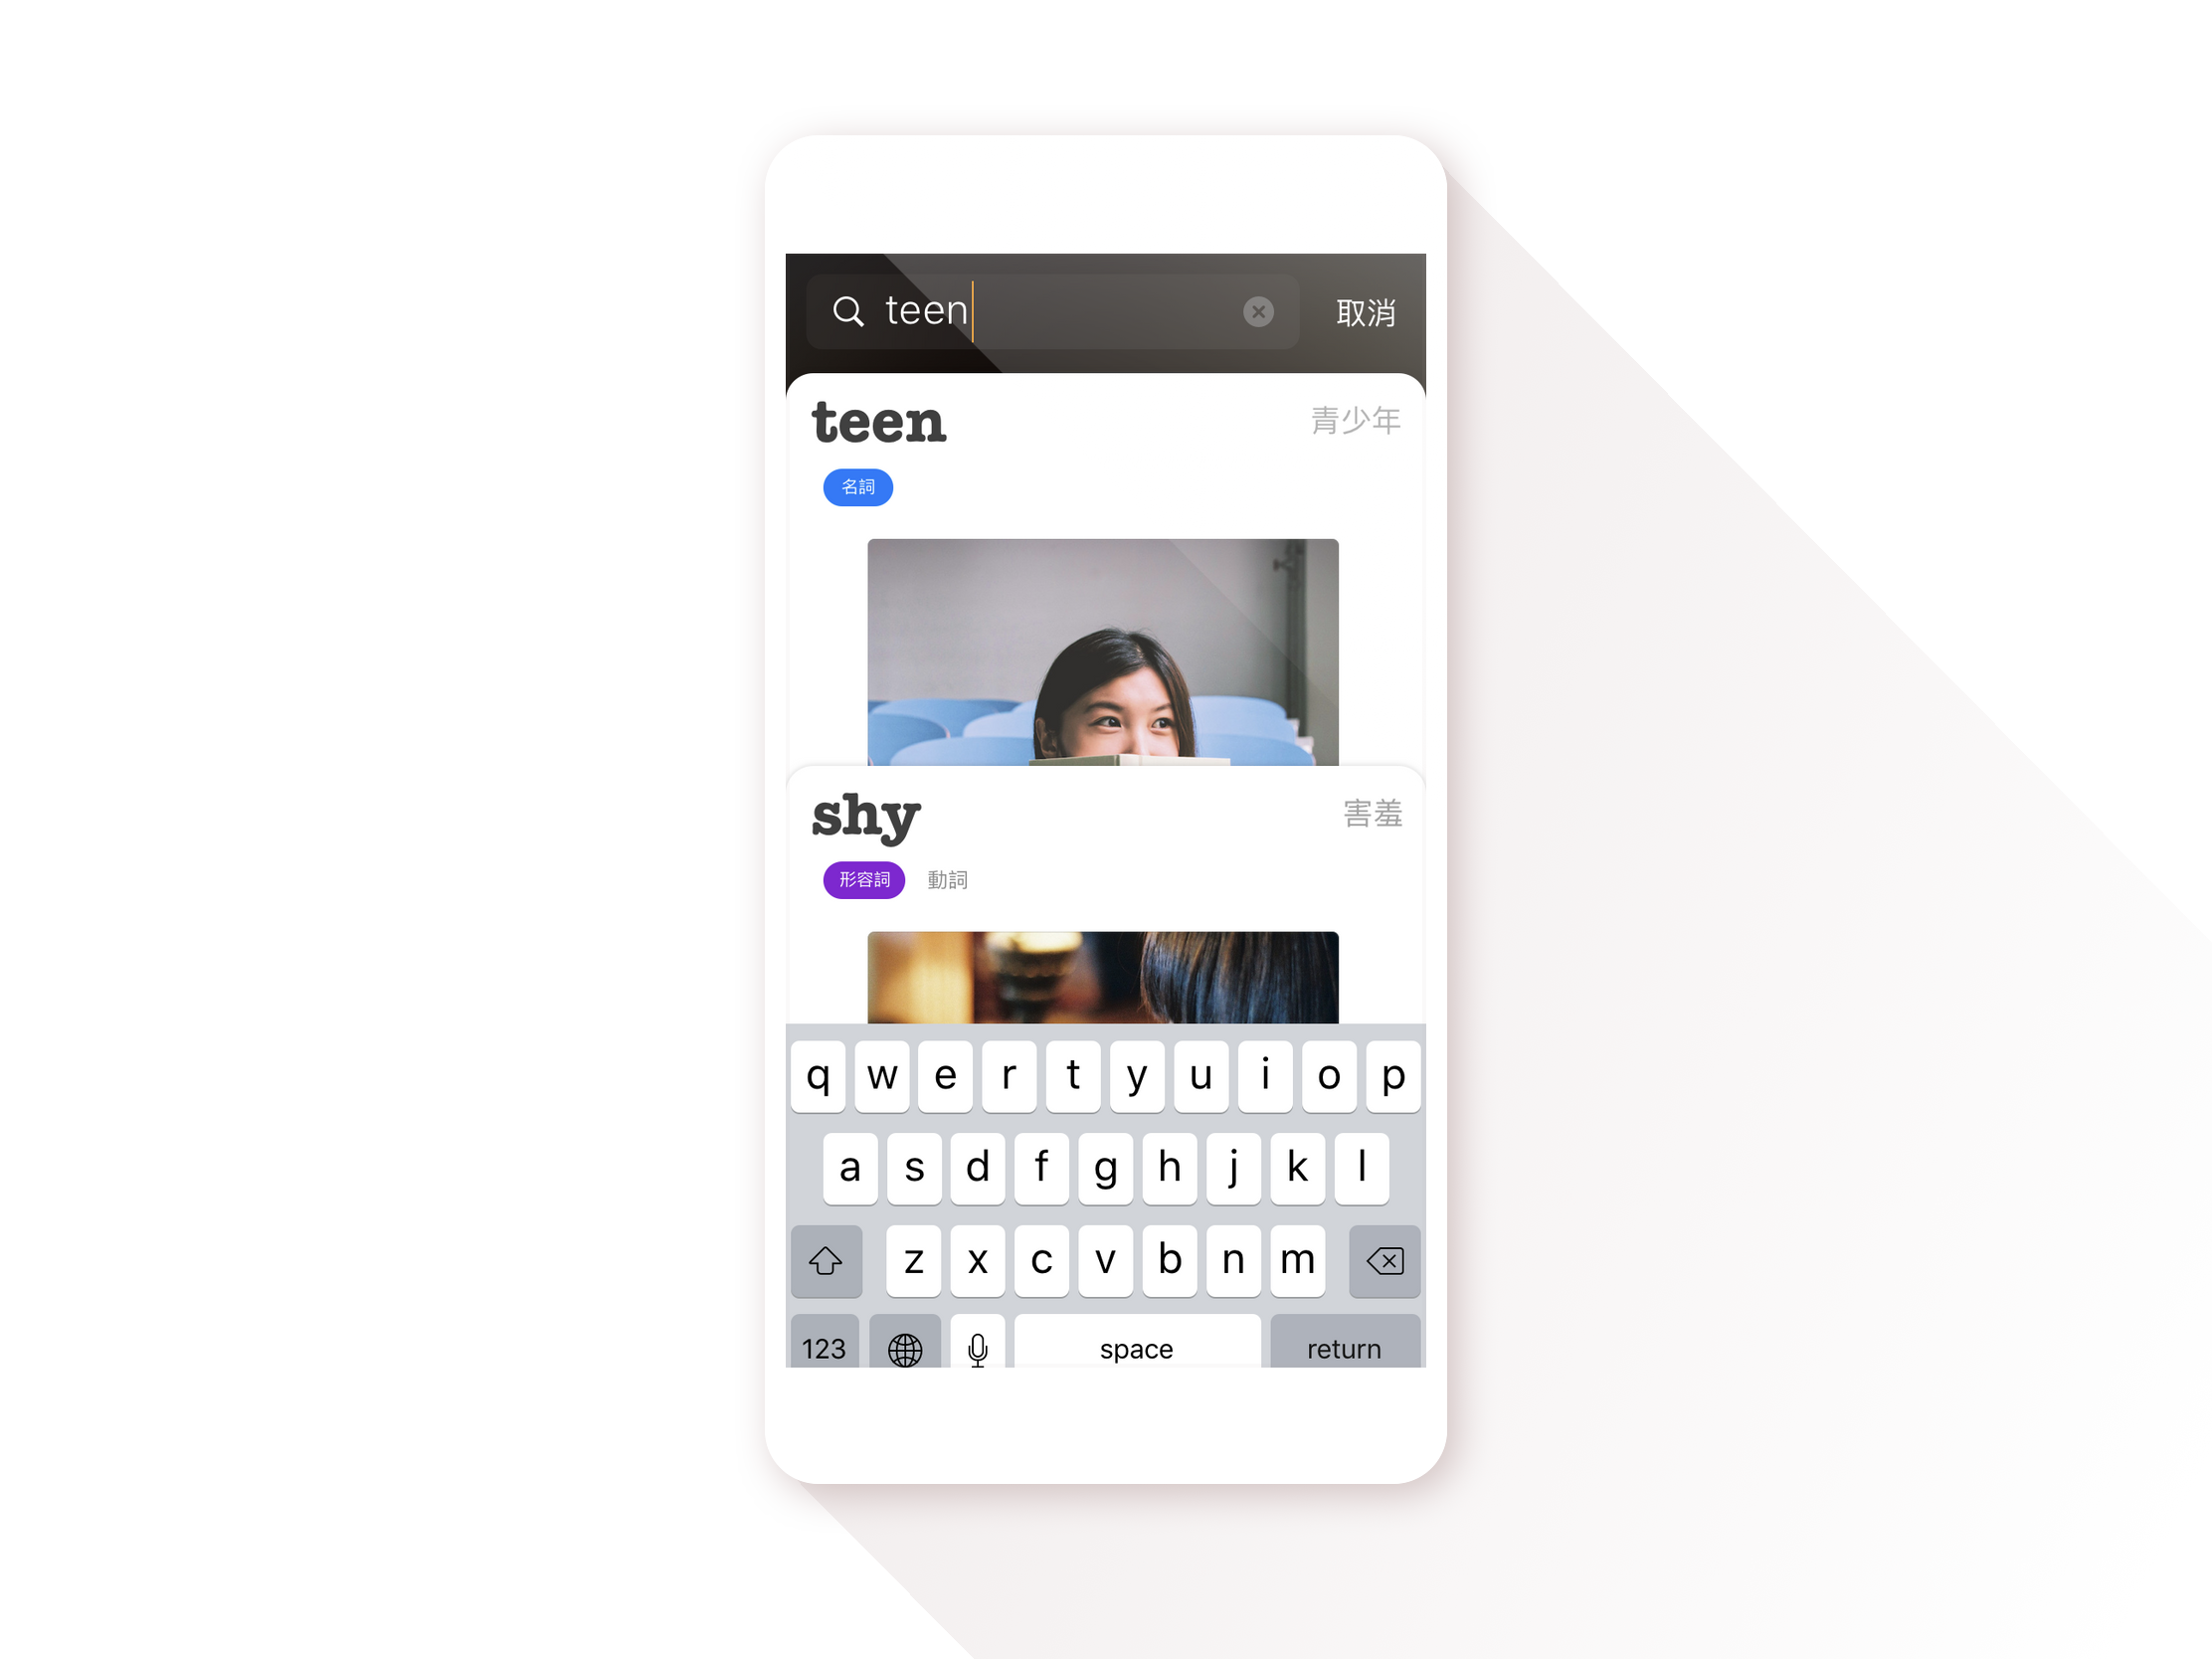 teen 取消
teen 青少年
名詞
shy 害羞
形容詞 動詞
q w e r t y u i o p
a s d f g h j k l
z x c v b n m
123 space return